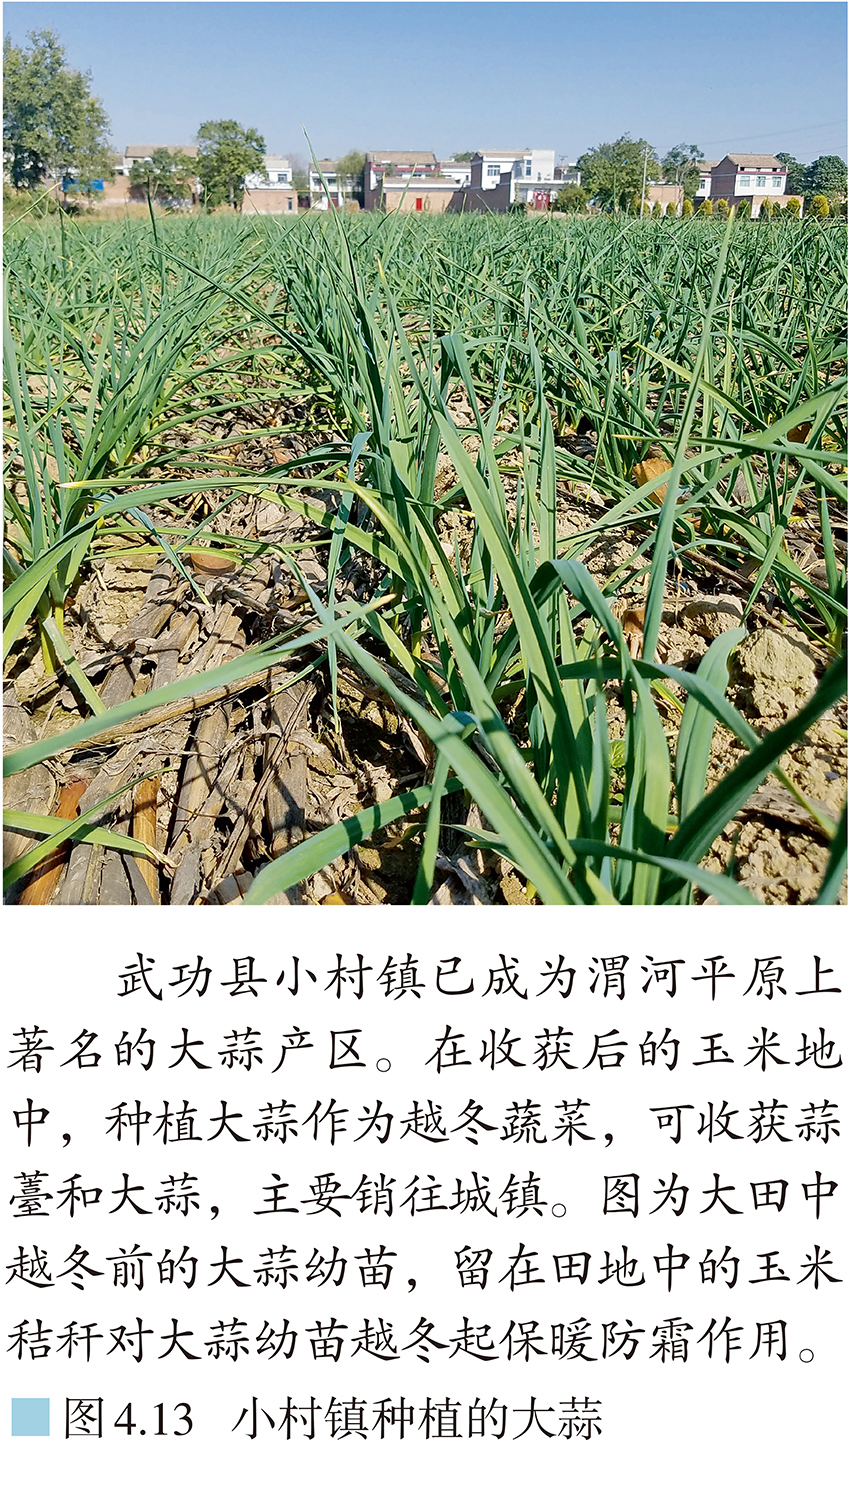 武功县小村镇已成为渭河平原上
著名的大蒜产区。在收获后的玉米地
中，种植大蒜作为越冬蔬菜，可收获蒜
薹和大蒜，主要销往城镇。图为大田中
越冬前的大蒜幼苗，留在田地中的玉米
秸秆对大蒜幼苗越冬起保暖防霜作用。
图4.13 小村镇种植的大蒜